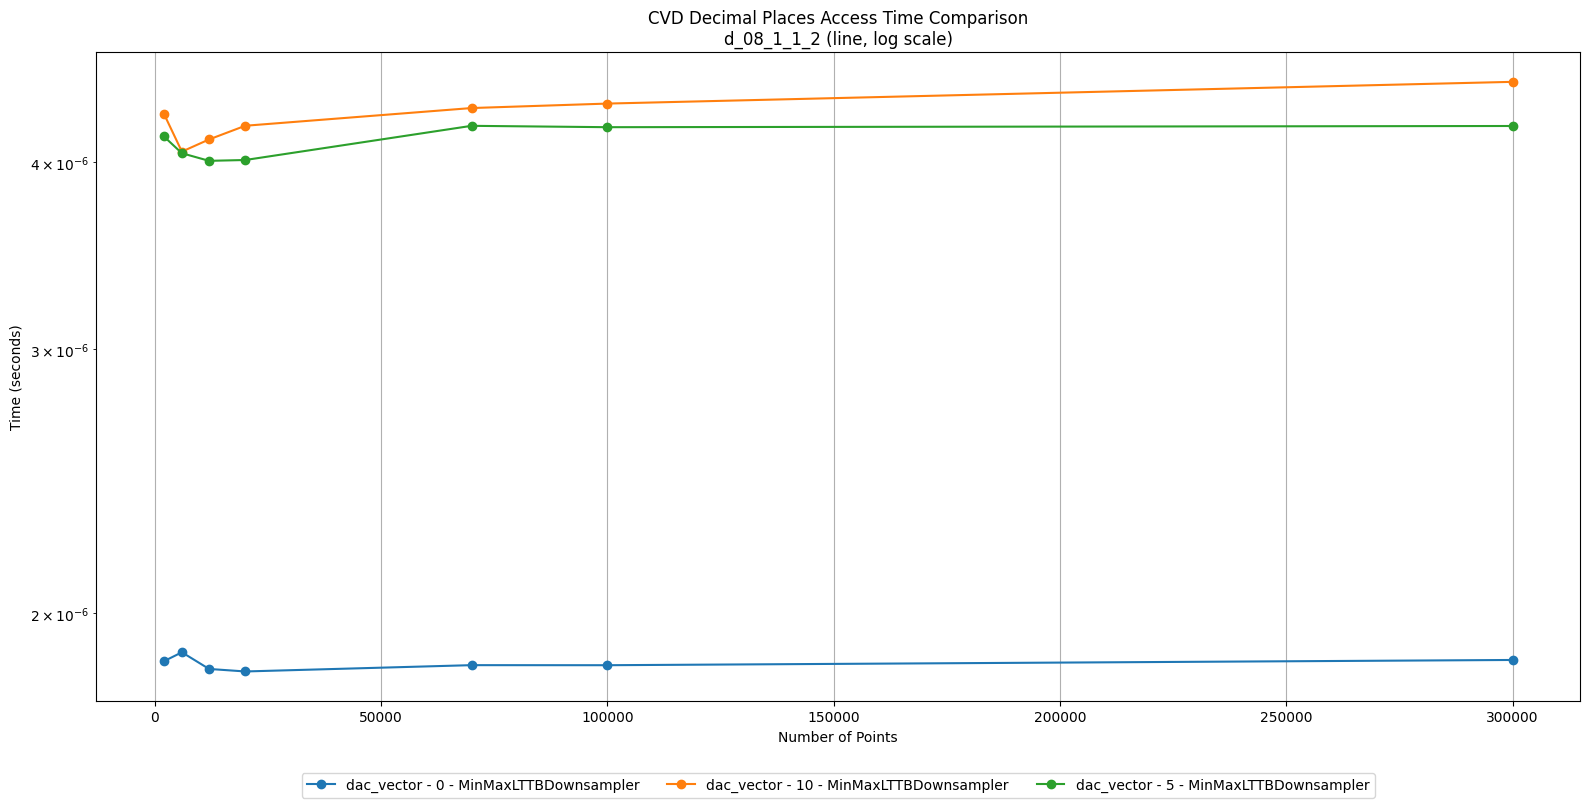 CVD Decimal Places Access Time Comparison
d_08_1_1_2 (line, log scale)
Time (seconds)
4 × 10⁻⁶
3 × 10⁻⁶
2 × 10⁻⁶
0 50000 100000 150000 200000 250000 300000
Number of Points
dac_vector - 0 - MinMaxLTTBDownsampler dac_vector - 10 - MinMaxLTTBDownsampler dac_vector - 5 - MinMaxLTTBDownsampler